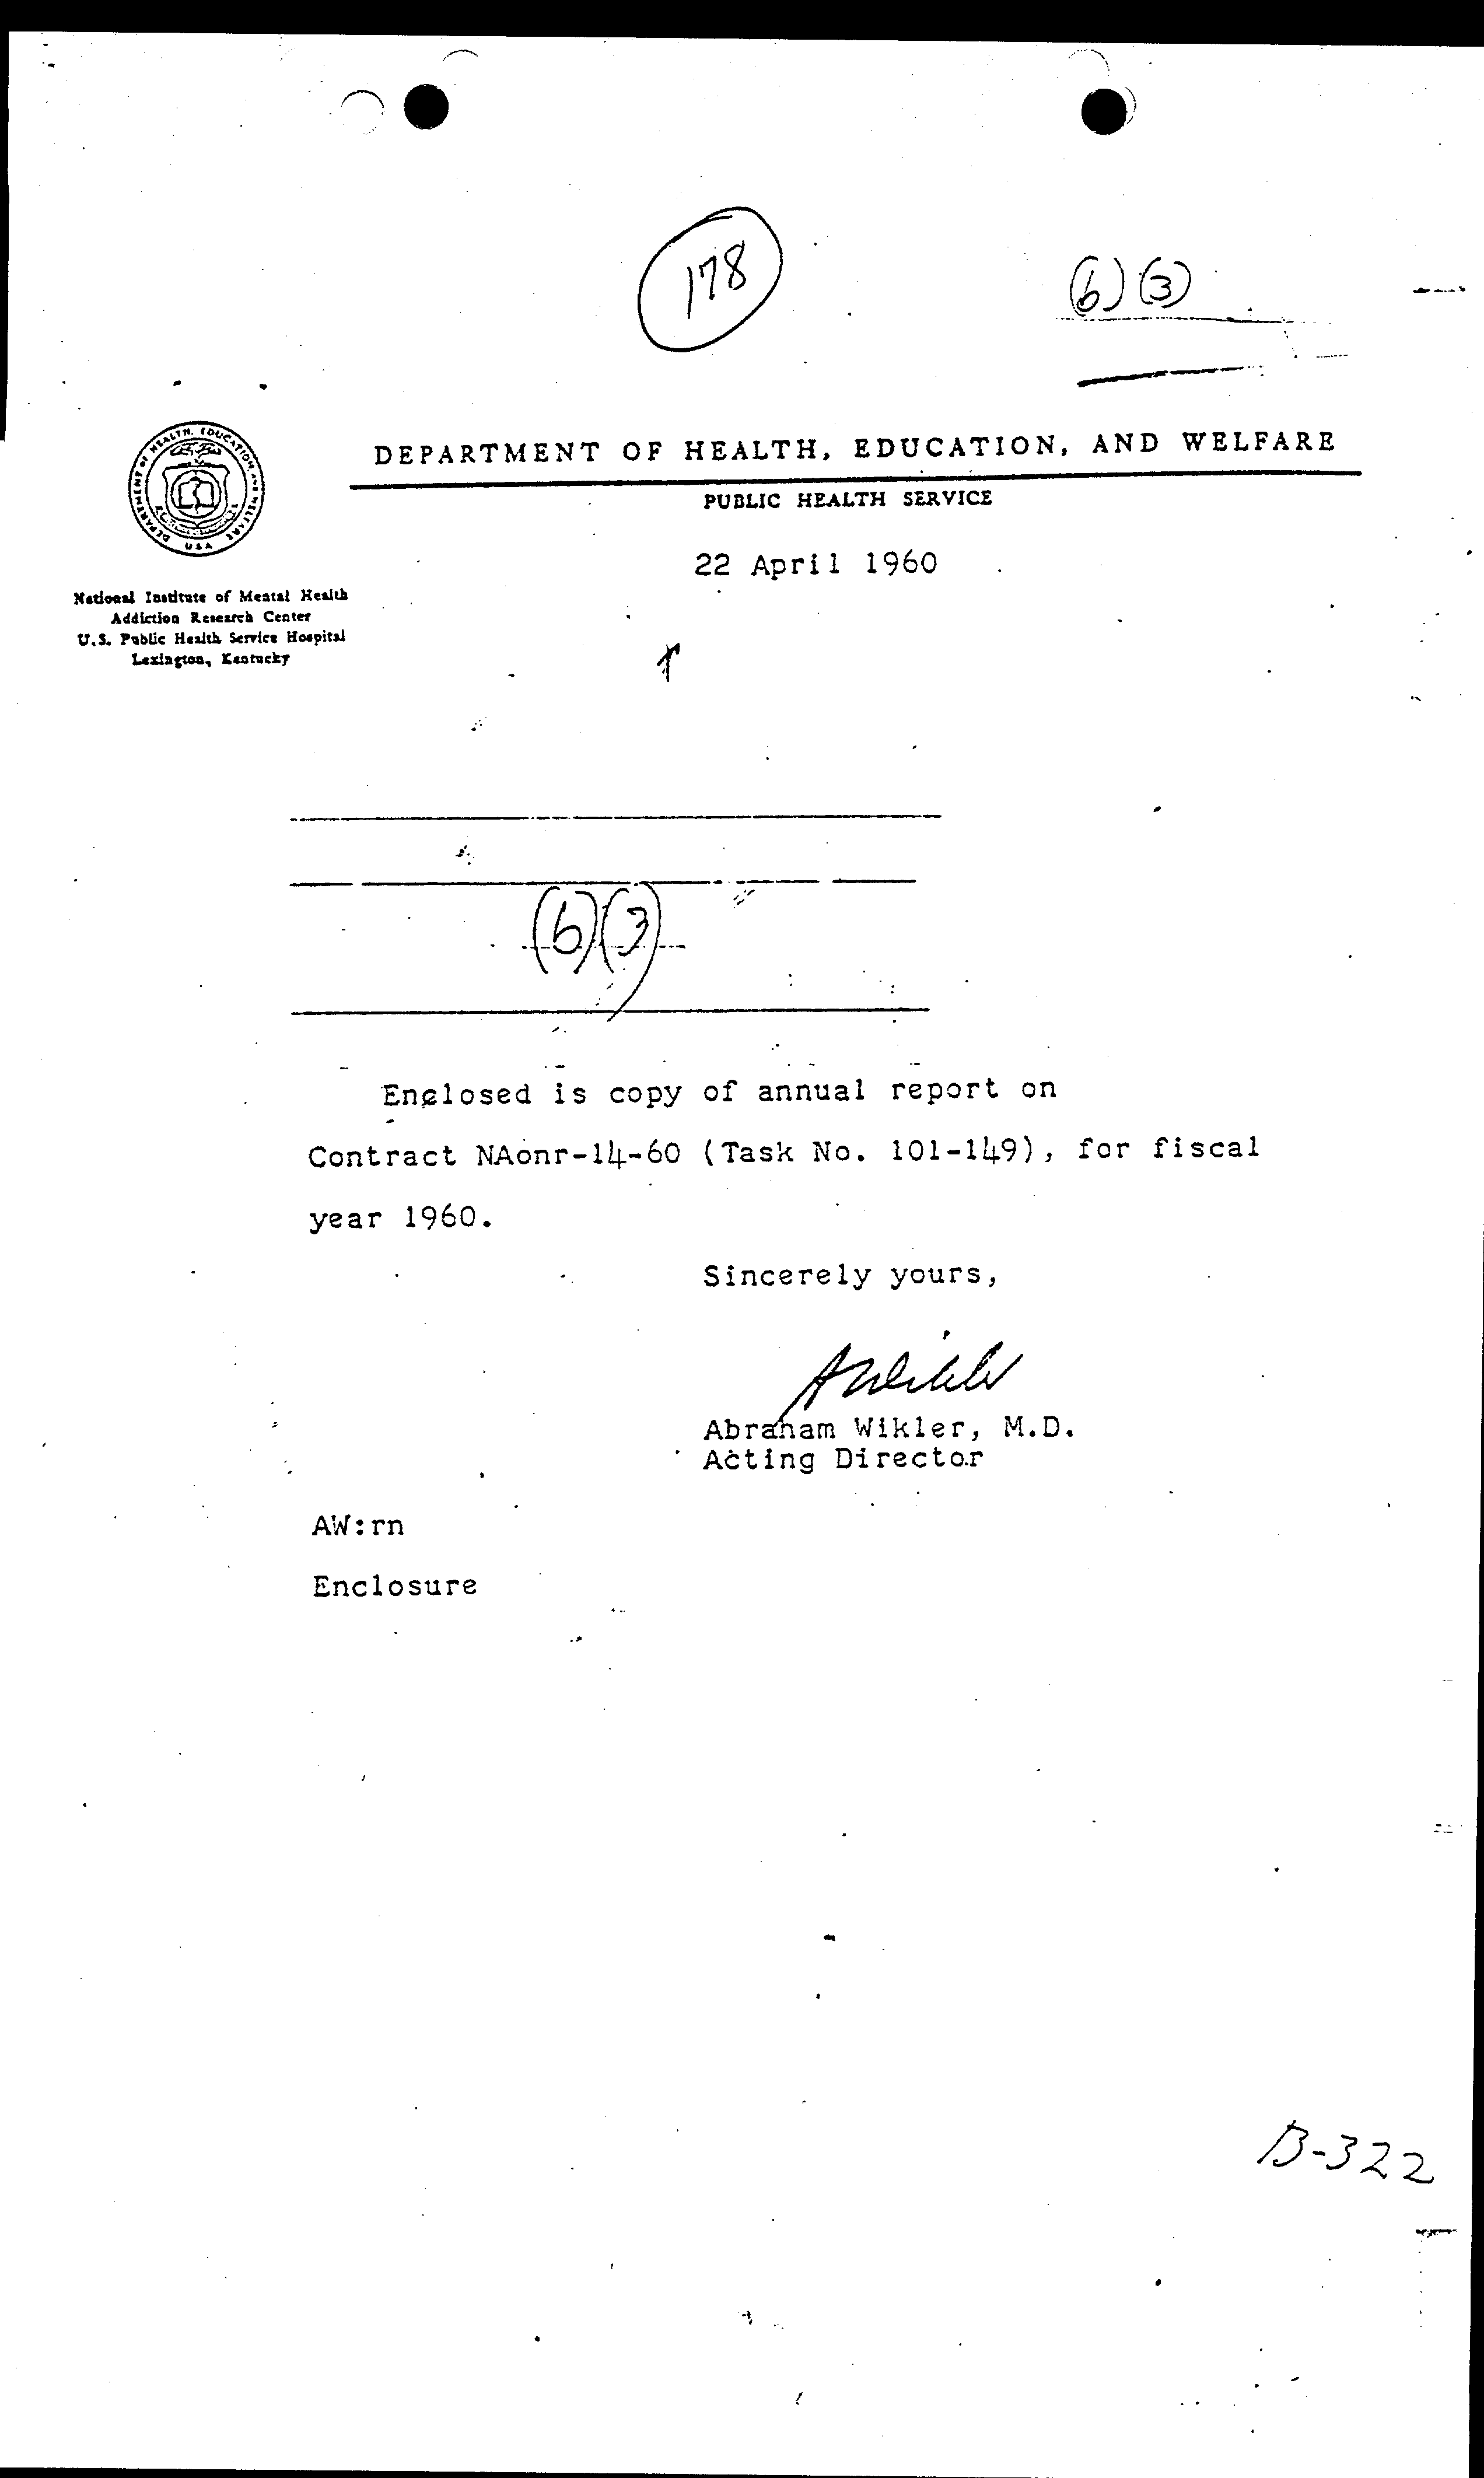 178
(b)(3)
DEPARTMENT OF HEALTH, EDUCATION, AND WELFARE
DEPARTMENT OF HEALTH, EDUCATION AND WELFARE
USA
PUBLIC HEALTH SERVICE
22 April 1960
National Institute of Mental Health
Addiction Research Center
U.S. Public Health Service Hospital
Lexington, Kentucky
(b)(3)
Enclosed is copy of annual report on
Contract NAonr-14-60 (Task No. 101-149), for fiscal
year 1960.
Sincerely yours,
AWikler
Abraham Wikler, M.D.
Acting Director
AW:rn
Enclosure
B-322